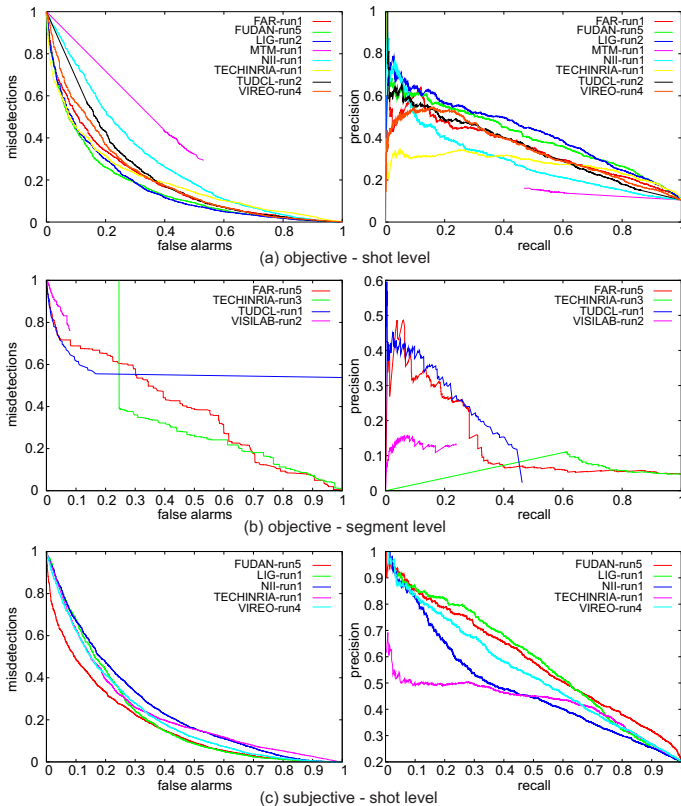 misdetections
1
0.8
0.6
0.4
0.2
0
0 0.2 0.4 0.6 0.8 1
false alarms
FAR-run1
FUDAN-run5
LIG-run2
MTM-run1
NII-run1
TECHINRIA-run1
TUDCL-run2
VIREO-run4
precision
1
0.8
0.6
0.4
0.2
0
0 0.2 0.4 0.6 0.8 1
recall
FAR-run1
FUDAN-run5
LIG-run2
MTM-run1
NII-run1
TECHINRIA-run1
TUDCL-run2
VIREO-run4
(a) objective - shot level
misdetections
1
0.8
0.6
0.4
0.2
0
0 0.1 0.2 0.3 0.4 0.5 0.6 0.7 0.8 0.9 1
false alarms
FAR-run5
TECHINRIA-run3
TUDCL-run1
VISILAB-run2
precision
0.6
0.5
0.4
0.3
0.2
0.1
0
0 0.2 0.4 0.6 0.8 1
recall
FAR-run5
TECHINRIA-run3
TUDCL-run1
VISILAB-run2
(b) objective - segment level
misdetections
1
0.8
0.6
0.4
0.2
0
0 0.1 0.2 0.3 0.4 0.5 0.6 0.7 0.8 0.9 1
false alarms
FUDAN-run5
LIG-run1
NII-run1
TECHINRIA-run1
VIREO-run4
precision
1
0.9
0.8
0.7
0.6
0.5
0.4
0.3
0.2
0 0.1 0.2 0.3 0.4 0.5 0.6 0.7 0.8 0.9 1
recall
FUDAN-run5
LIG-run1
NII-run1
TECHINRIA-run1
VIREO-run4
(c) subjective - shot level